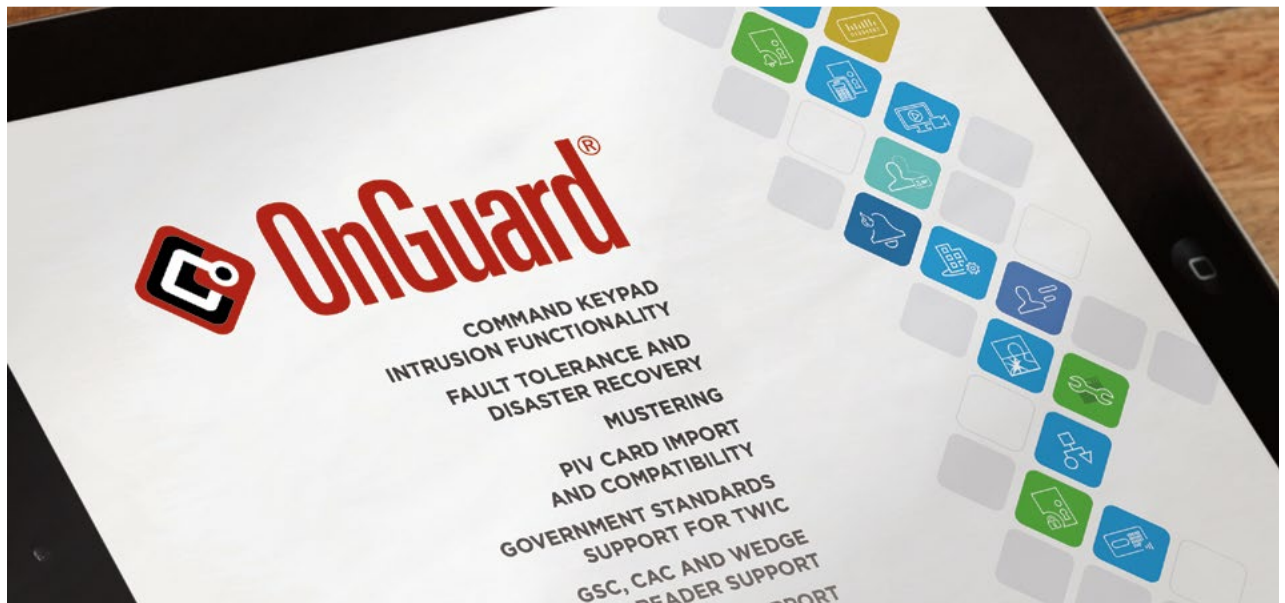 OnGuard®
COMMAND KEYPAD
INTRUSION FUNCTIONALITY
FAULT TOLERANCE AND
DISASTER RECOVERY
MUSTERING
PIV CARD IMPORT
AND COMPATIBILITY
GOVERNMENT STANDARDS
SUPPORT FOR TWIC
GSC, CAC AND WEDGE
READER SUPPORT